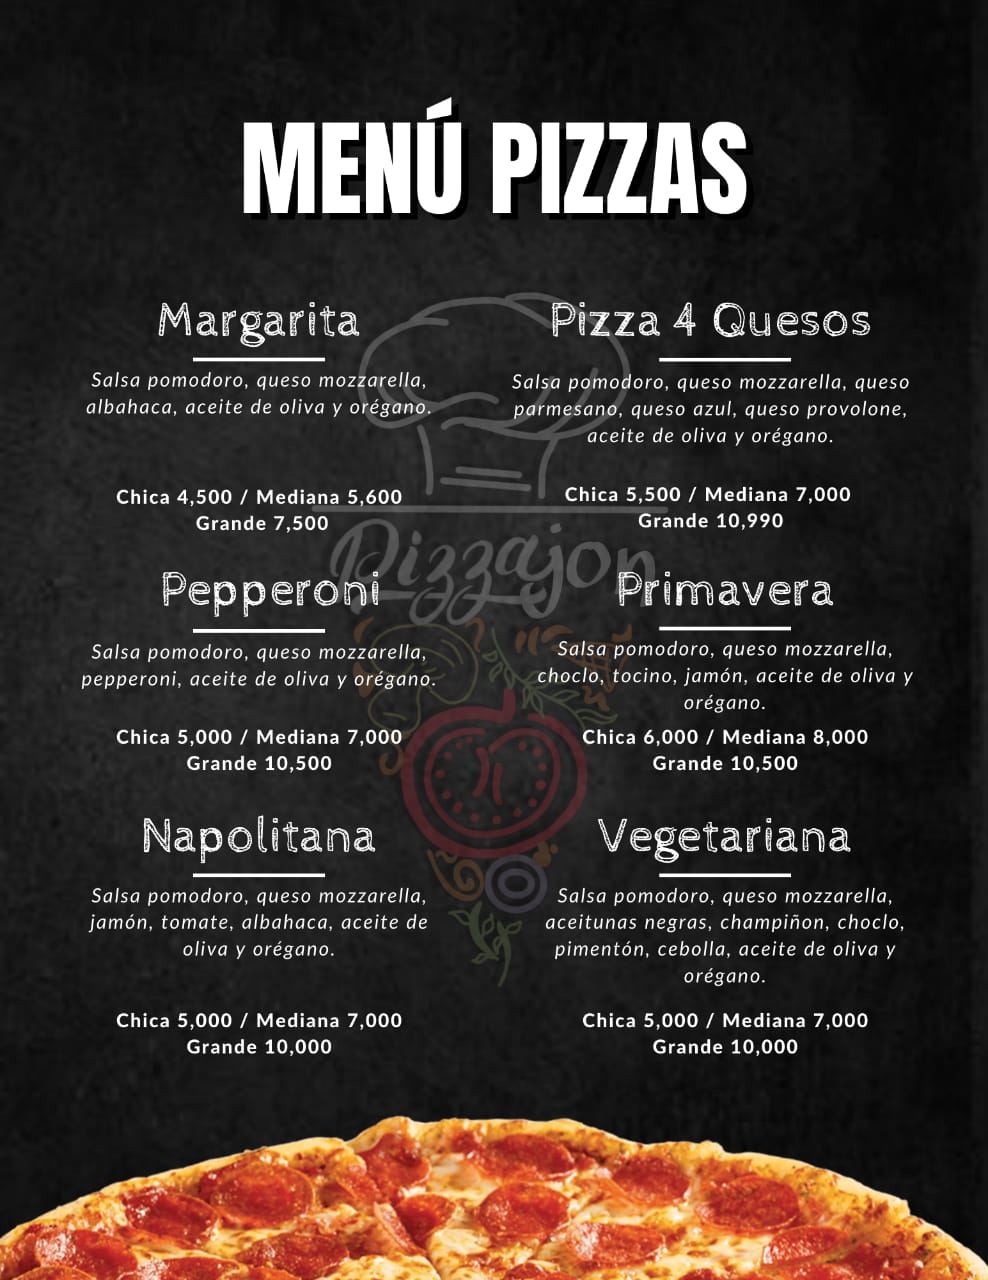 MENÚ PIZZAS
Margarita
Salsa pomodoro, queso mozzarella,
albahaca, aceite de oliva y orégano.
Chica 4,500 / Mediana 5,600
Grande 7,500
Pizza 4 Quesos
Salsa pomodoro, queso mozzarella, queso
parmesano, queso azul, queso provolone,
aceite de oliva y orégano.
Chica 5,500 / Mediana 7,000
Grande 10,990
Pizzajon
Pepperoni
Salsa pomodoro, queso mozzarella,
pepperoni, aceite de oliva y orégano.
Chica 5,000 / Mediana 7,000
Grande 10,500
Primavera
Salsa pomodoro, queso mozzarella,
choclo, tocino, jamón, aceite de oliva y
orégano.
Chica 6,000 / Mediana 8,000
Grande 10,500
Napolitana
Salsa pomodoro, queso mozzarella,
jamón, tomate, albahaca, aceite de
oliva y orégano.
Chica 5,000 / Mediana 7,000
Grande 10,000
Vegetariana
Salsa pomodoro, queso mozzarella,
aceitunas negras, champiñon, choclo,
pimentón, cebolla, aceite de oliva y
orégano.
Chica 5,000 / Mediana 7,000
Grande 10,000